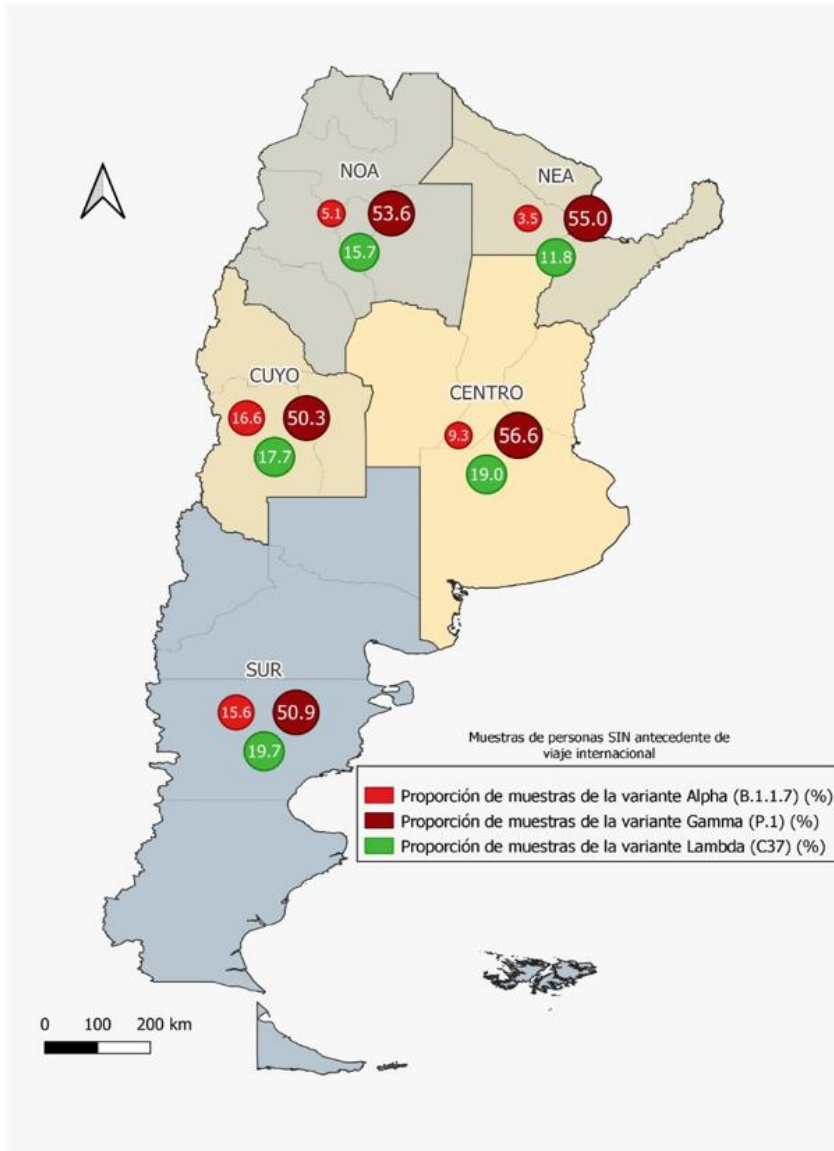 NOA
5.1
53.6
15.7
NEA
3.5
55.0
11.8
CUYO
16.6
50.3
17.7
CENTRO
9.3
56.6
19.0
SUR
15.6
50.9
19.7
Muestras de personas SIN antecedente de
viaje internacional
Proporción de muestras de la variante Alpha (B.1.1.7) (%)
Proporción de muestras de la variante Gamma (P.1) (%)
Proporción de muestras de la variante Lambda (C37) (%)
0 100 200 km